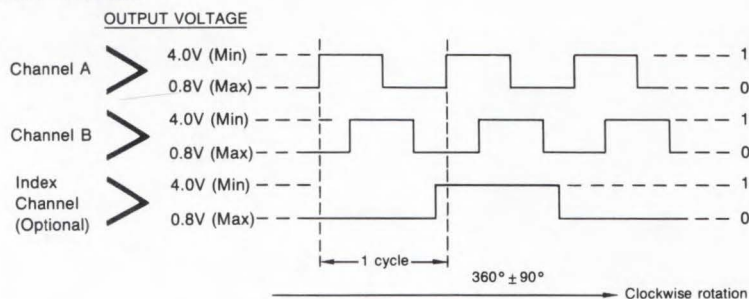 OUTPUT VOLTAGE
Channel A
4.0V (Min)
0.8V (Max)
1
0
Channel B
4.0V (Min)
0.8V (Max)
1
0
Index
Channel
(Optional)
4.0V (Min)
0.8V (Max)
1
0
1 cycle
360° ± 90°
Clockwise rotation